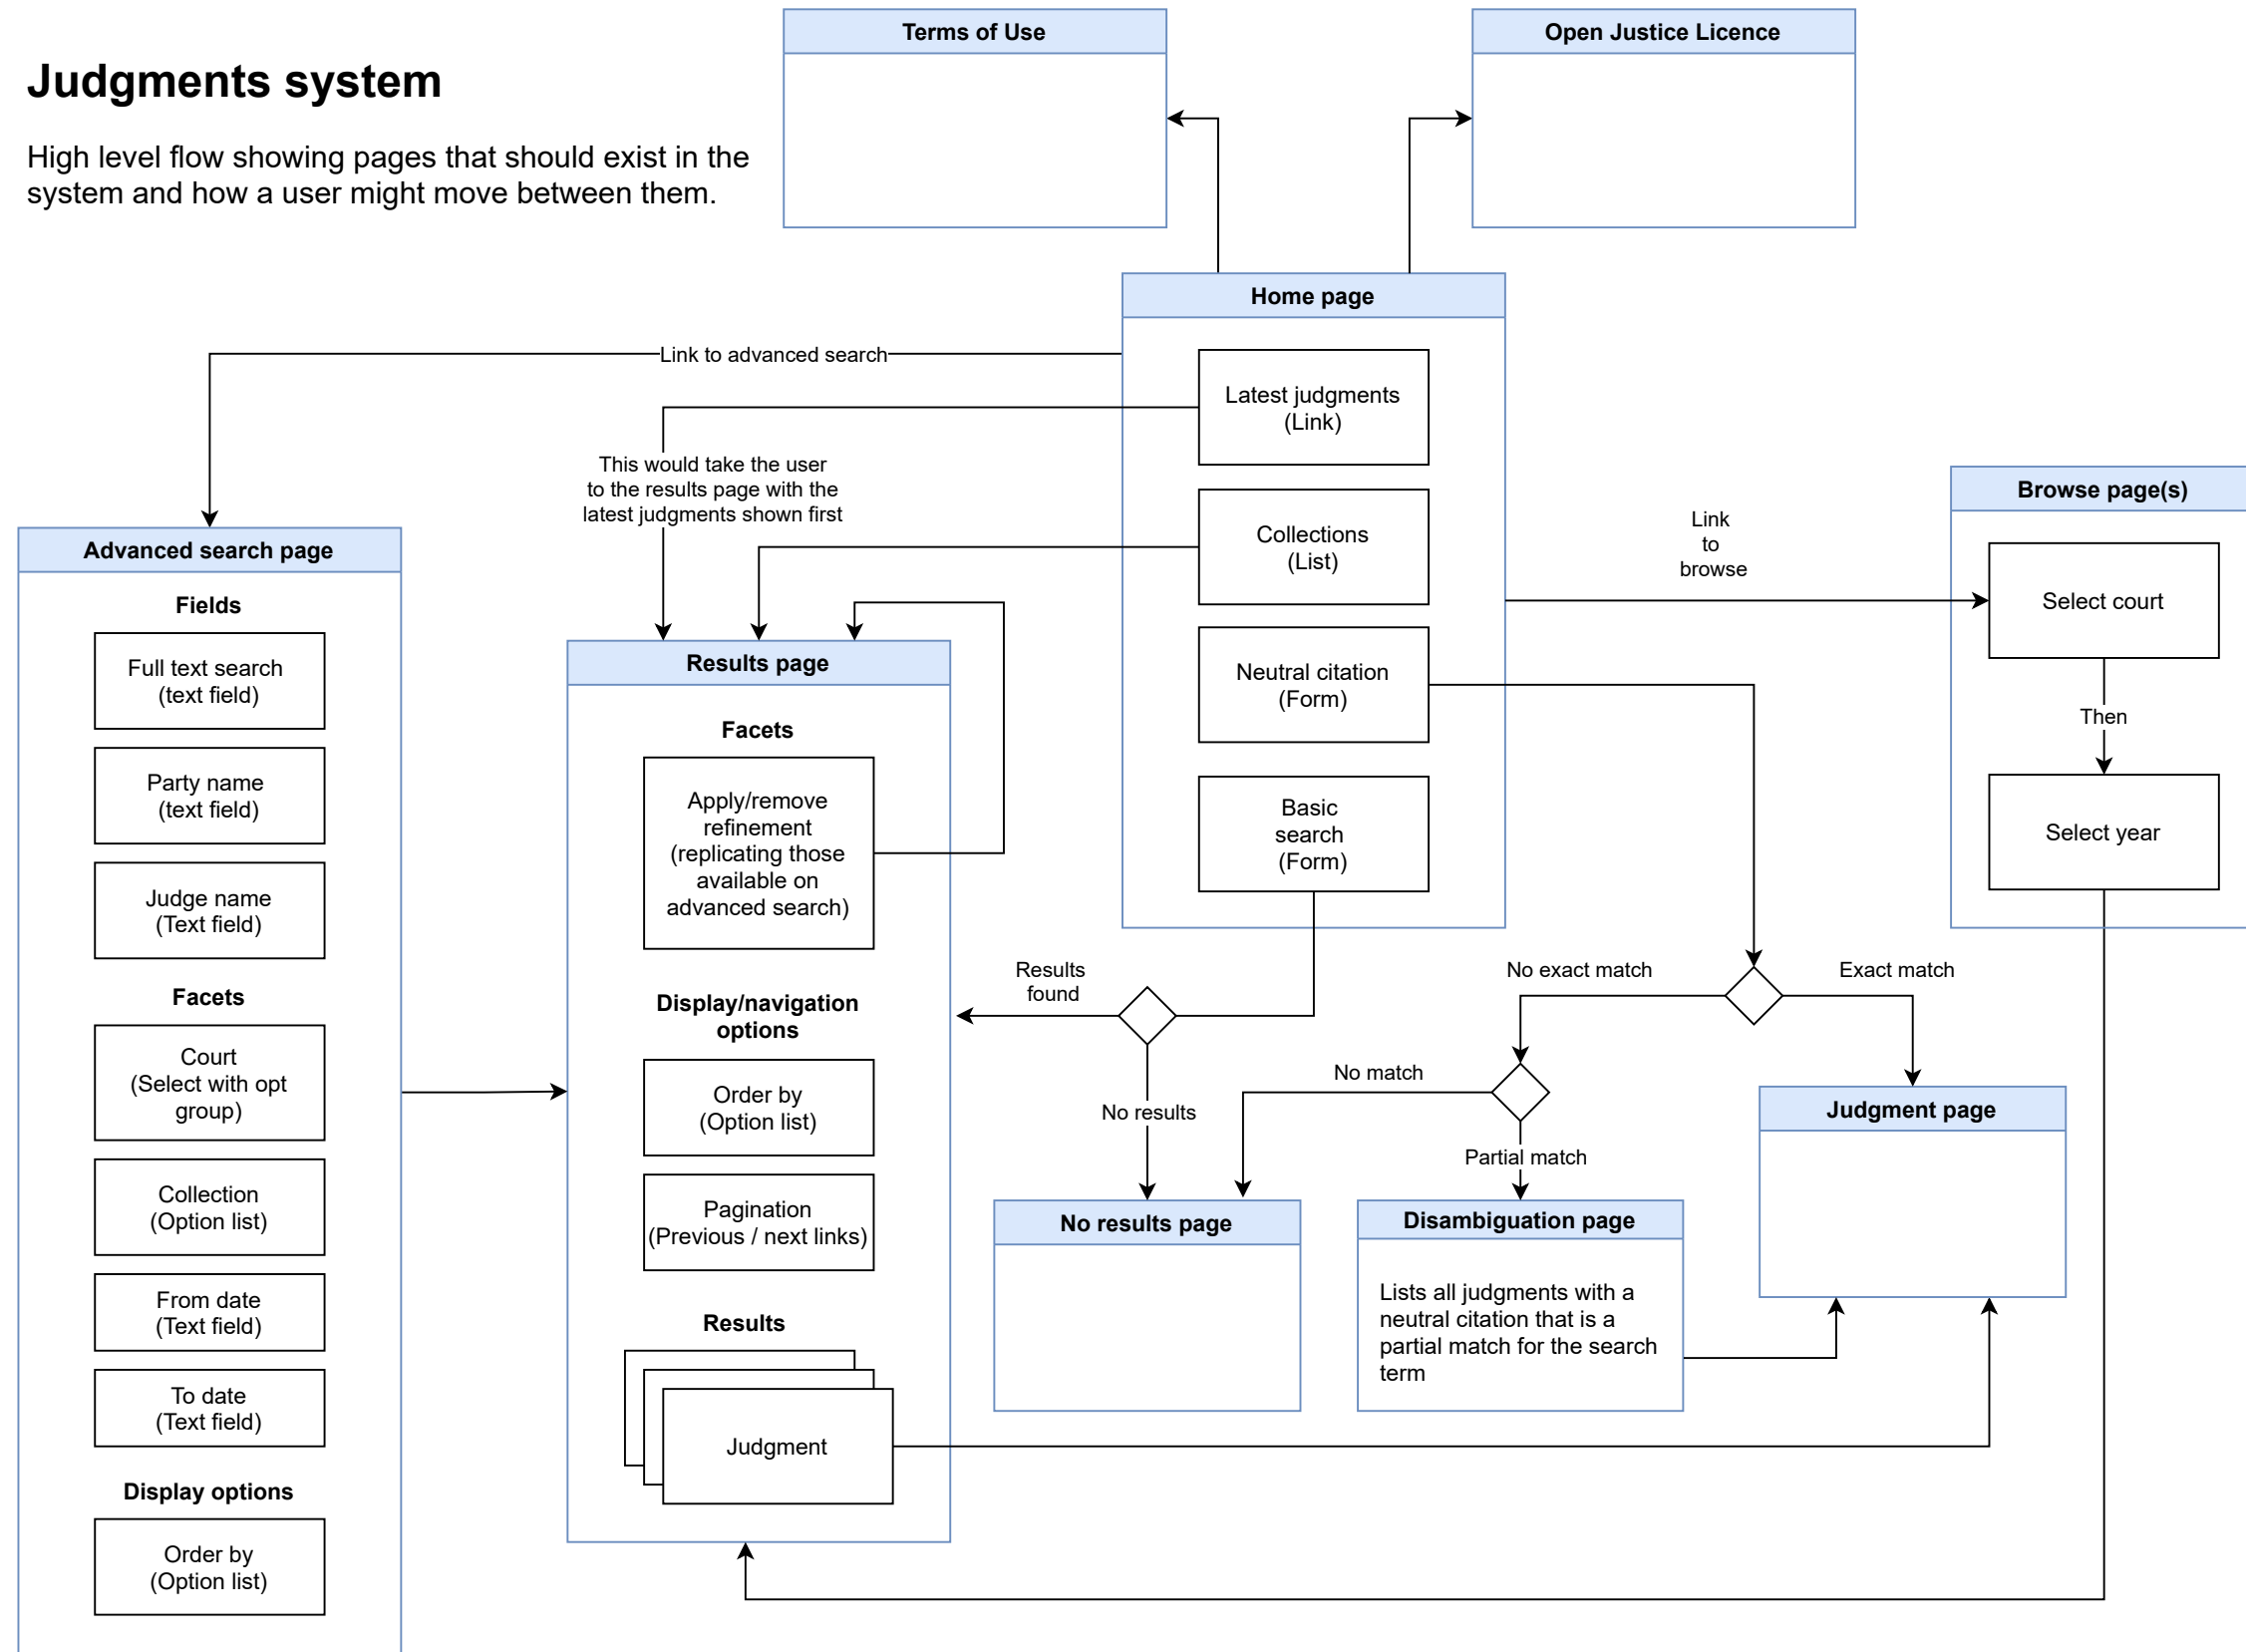 Judgments system
High level flow showing pages that should exist in the
system and how a user might move between them.
Terms of Use
Open Justice Licence
Home page
Link to advanced search
Latest judgments
(Link)
This would take the user
to the results page with the
latest judgments shown first
Collections
(List)
Neutral citation
(Form)
Basic
search
(Form)
Link
to
browse
Browse page(s)
Select court
Then
Select year
Advanced search page
Fields
Full text search
(text field)
Party name
(text field)
Judge name
(Text field)
Facets
Court
(Select with opt
group)
Collection
(Option list)
From date
(Text field)
To date
(Text field)
Display options
Order by
(Option list)
Results page
Facets
Apply/remove
refinement
(replicating those
available on
advanced search)
Display/navigation
options
Order by
(Option list)
Pagination
(Previous / next links)
Results
Judgment
Results
found
No results
No exact match
Exact match
No match
Partial match
No results page
Disambiguation page
Lists all judgments with a
neutral citation that is a
partial match for the search
term
Judgment page